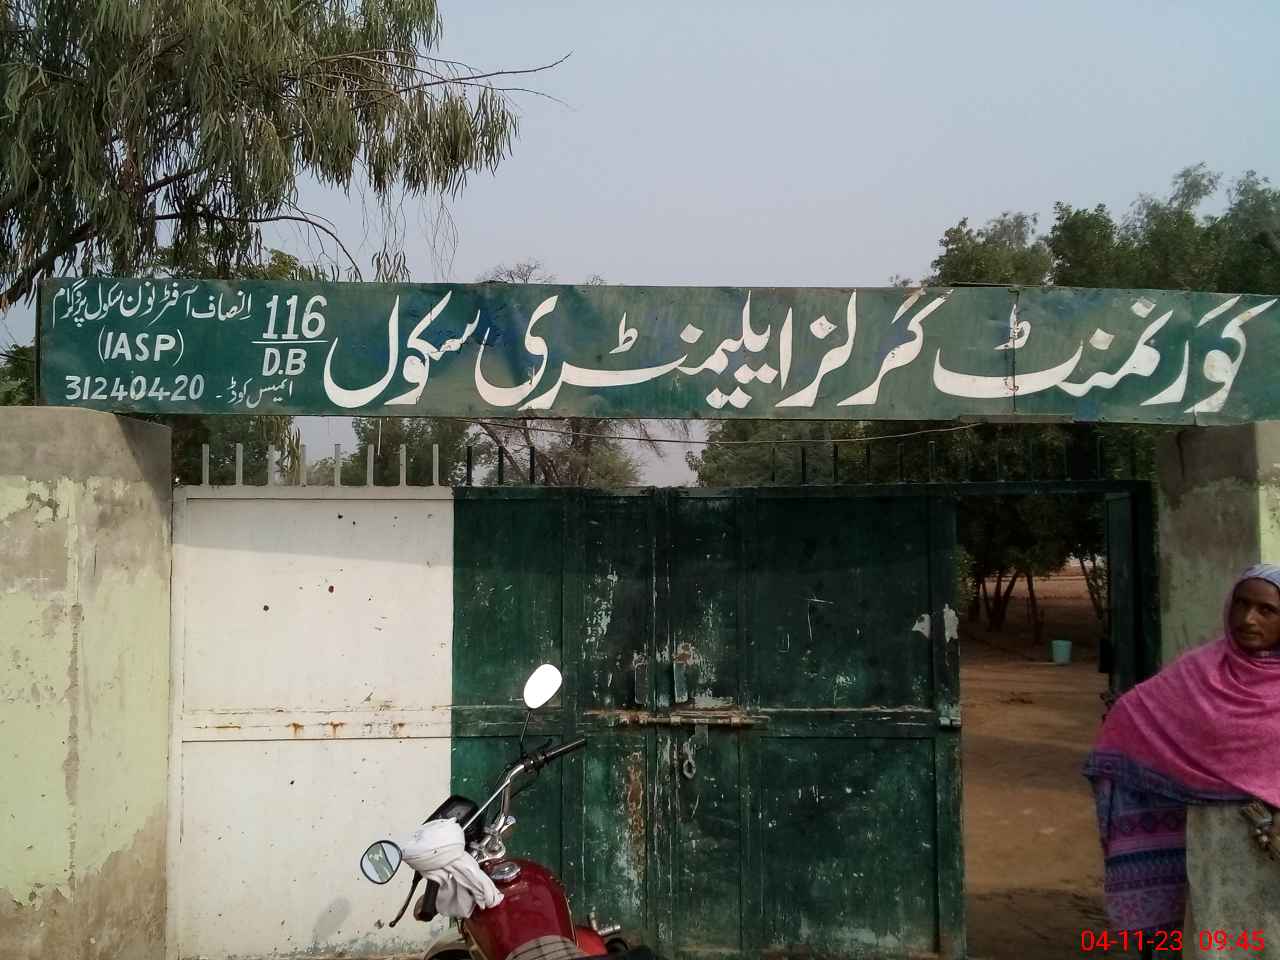 گورنمنٹ گرلز ایلیمنٹری سکول
116
D.B
انصاف آفٹر نون سکول پروگرام
(IASP)
ایمیس کوڈ۔ 31240420
04-11-23 09:45